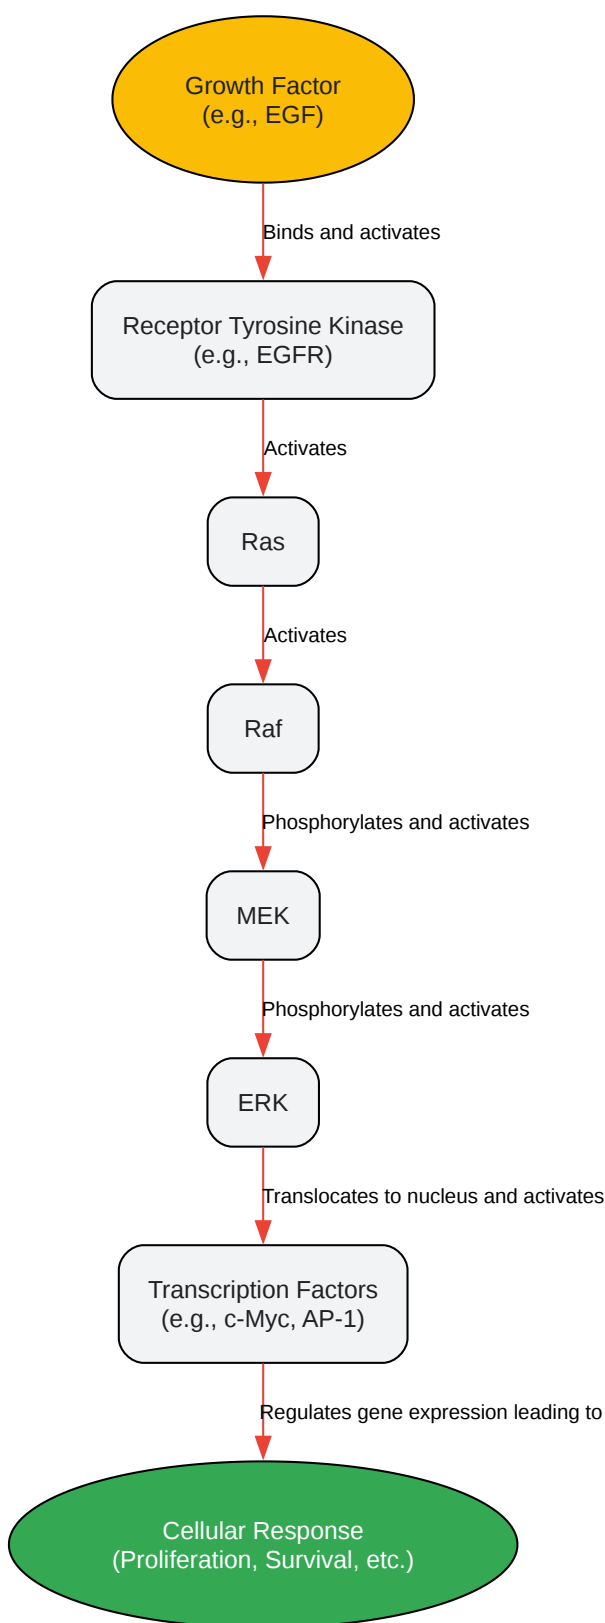 Growth Factor
(e.g., EGF)
Binds and activates
Receptor Tyrosine Kinase
(e.g., EGFR)
Activates
Ras
Activates
Raf
Phosphorylates and activates
MEK
Phosphorylates and activates
ERK
Translocates to nucleus and activates
Transcription Factors
(e.g., c-Myc, AP-1)
Regulates gene expression leading to
Cellular Response
(Proliferation, Survival, etc.)